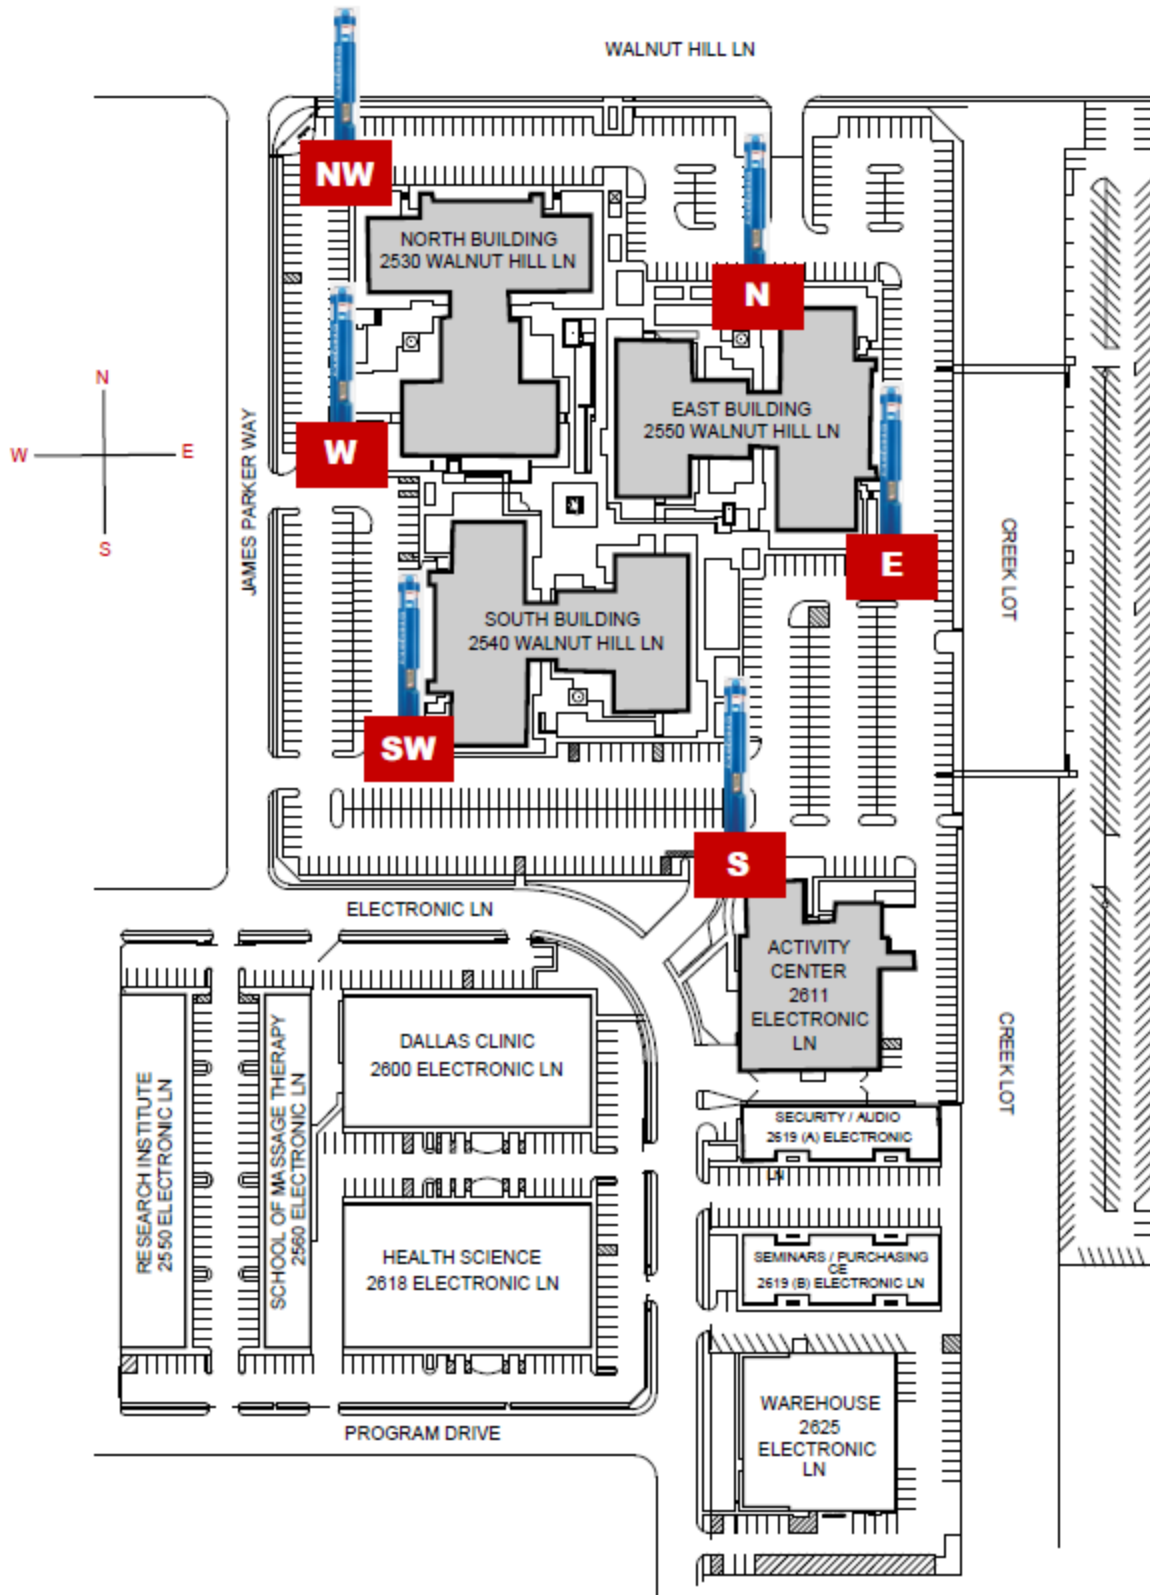 WALNUT HILL LN
NW
NORTH BUILDING
2530 WALNUT HILL LN
N
N
W
E
S
W
JAMES PARKER WAY
EAST BUILDING
2550 WALNUT HILL LN
E
CREEK LOT
SOUTH BUILDING
2540 WALNUT HILL LN
SW
S
ELECTRONIC LN
ACTIVITY
CENTER
2611
ELECTRONIC
LN
CREEK LOT
RESEARCH INSTITUTE
2550 ELECTRONIC LN
SCHOOL OF MASSAGE THERAPY
2560 ELECTRONIC LN
DALLAS CLINIC
2600 ELECTRONIC LN
SECURITY / AUDIO
2619 (A) ELECTRONIC
LN
HEALTH SCIENCE
2618 ELECTRONIC LN
SEMINARS / PURCHASING
CE
2619 (B) ELECTRONIC LN
WAREHOUSE
2625
ELECTRONIC
LN
PROGRAM DRIVE